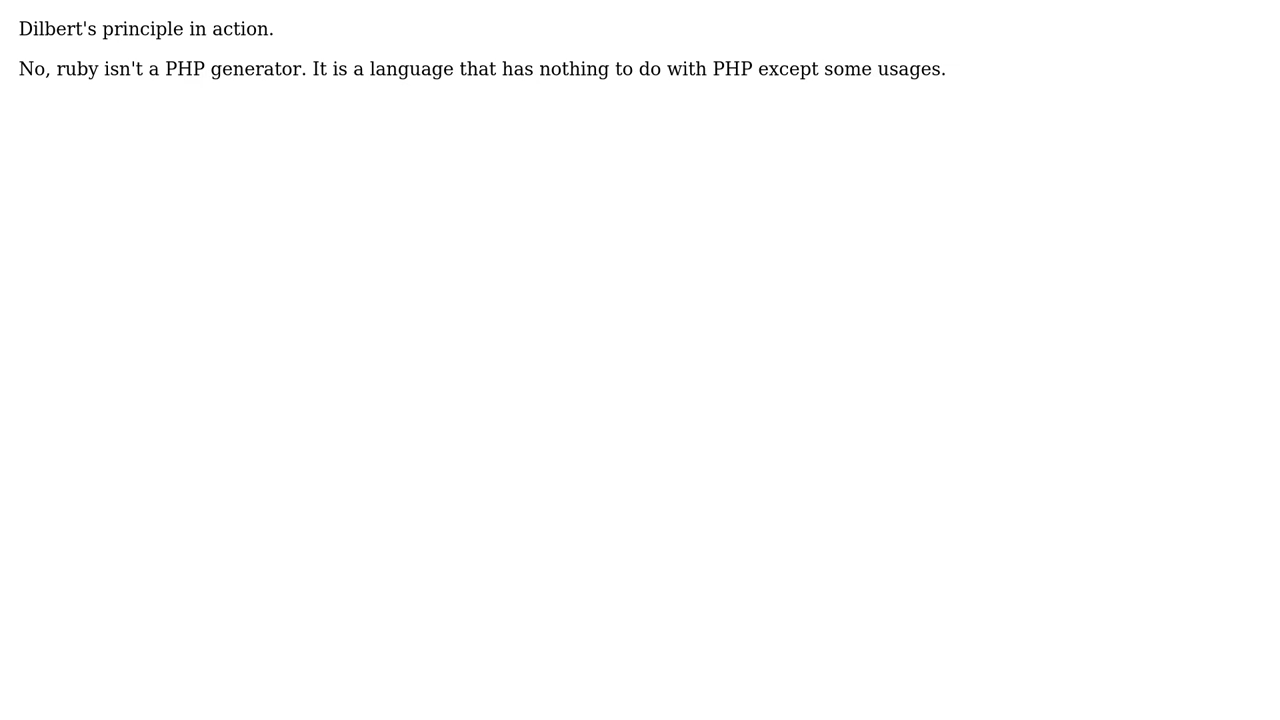 Dilbert's principle in action.
No, ruby isn't a PHP generator. It is a language that has nothing to do with PHP except some usages.